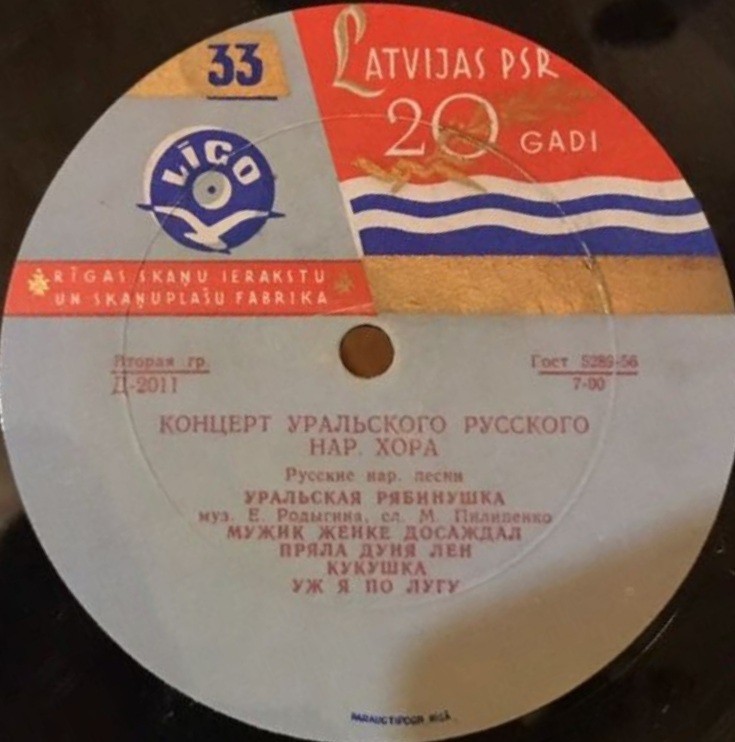 33
LATVIJAS PSR
20 GADI
LĪGO
RĪGAS SKAŅU IERAKSTU
UN SKAŅUPLAŠU FABRIKA
Вторая гр.
Д-2011
Гост 5289-56
7-00
КОНЦЕРТ УРАЛЬСКОГО РУССКОГО
НАР. ХОРА
Русские нар. песни
УРАЛЬСКАЯ РЯБИНУШКА
муз. Е. Родыгина, сл. М. Пилипенко
МУЖИК ЖЕНКЕ ДОСАЖДАЛ
ПРЯЛА ДУНЯ ЛЕН
КУКУШКА
УЖ Я ПО ЛУГУ
RĪGĀ